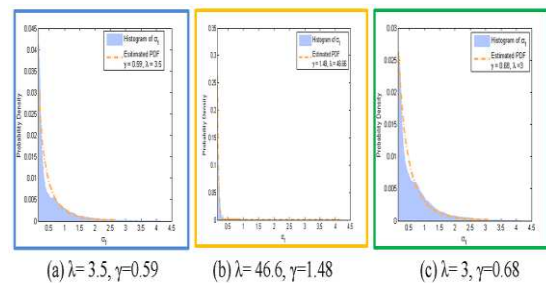 0.045
0.04
0.035
0.03
0.025
0.02
0.015
0.01
0.005
0
Probability Density
Histogram of α
Estimated PDF
γ = 0.59, λ = 3.5
0.5 1 1.5 2 2.5 3 3.5 4 4.5
0.35
0.3
0.25
0.2
0.15
0.1
0.05
0
Probability Density
Histogram of α
Estimated PDF
γ = 1.48, λ = 46.66
0.5 1 1.5 2 2.5 3 3.5 4 4.5
0.03
0.025
0.02
0.015
0.01
0.005
0
Probability Density
Histogram of α
Estimated PDF
γ = 0.68, λ =3
0.5 1 1.5 2 2.5 3 3.5 4 4.5
(a) λ= 3.5, γ=0.59
(b) λ= 46.6, γ=1.48
(c) λ= 3, γ=0.68